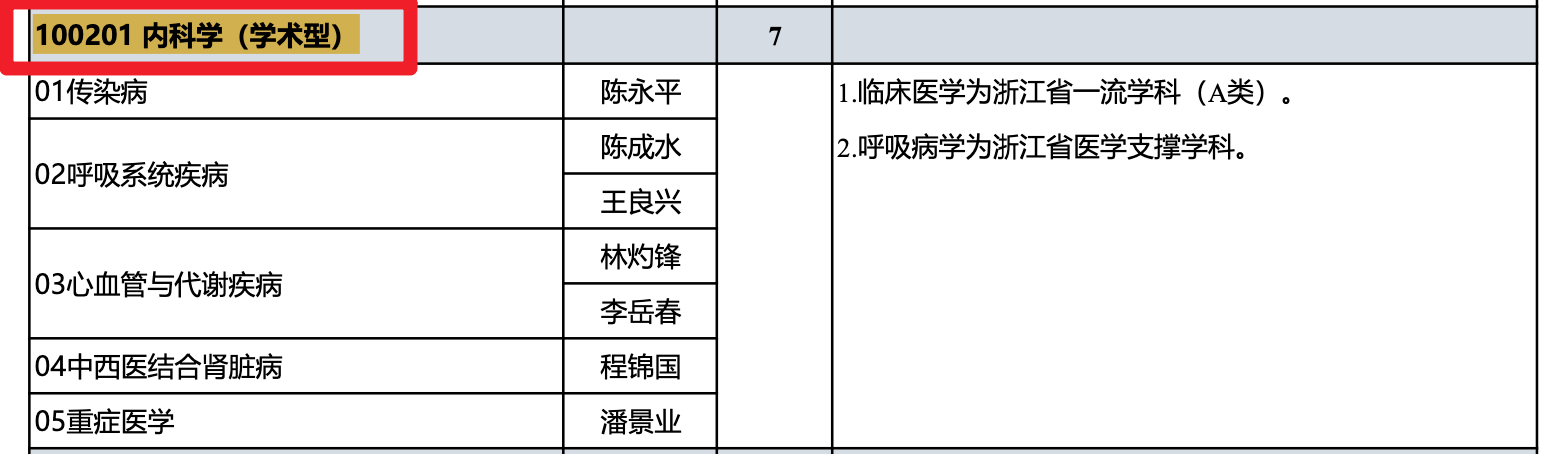 100201 内科学（学术型）
7
01传染病
陈永平
1.临床医学为浙江省一流学科（A类）。
2.呼吸病学为浙江省医学支撑学科。
02呼吸系统疾病
陈成水
王良兴
03心血管与代谢疾病
林灼锋
李岳春
04中西医结合肾脏病
程锦国
05重症医学
潘景业